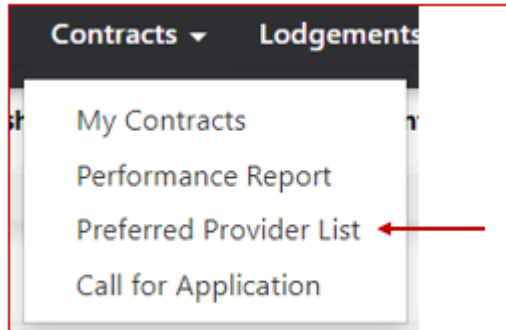 Contracts Lodgements
My Contracts
Performance Report
Preferred Provider List
Call for Application